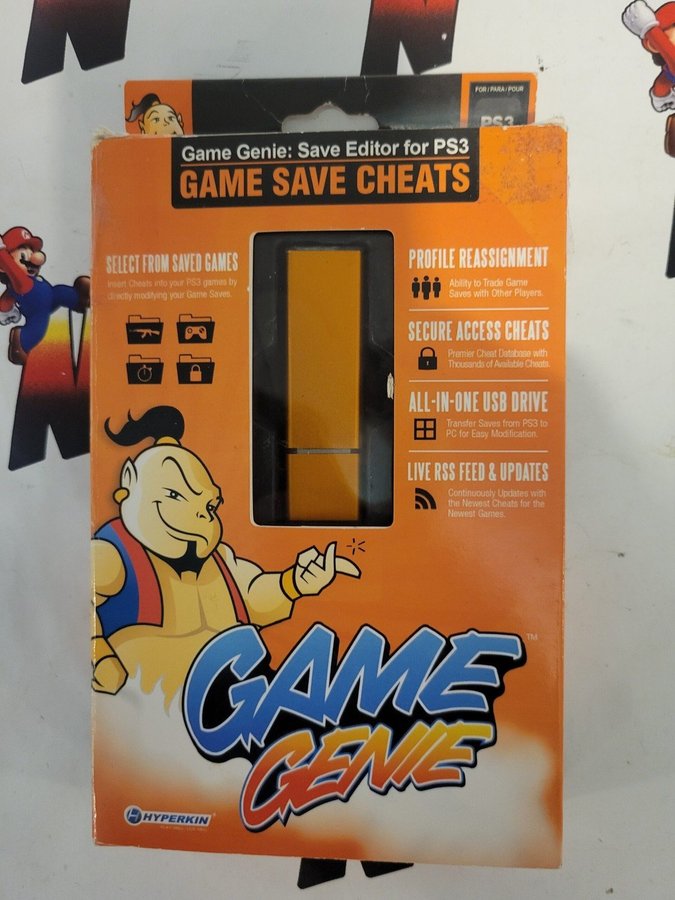 FOR / PARA / POUR
PS3
Game Genie: Save Editor for PS3
GAME SAVE CHEATS
SELECT FROM SAVED GAMES
Insert Cheats into your PS3 games by
directly modifying your Game Saves.
PROFILE REASSIGNMENT
Ability to Trade Game
Saves with Other Players.
SECURE ACCESS CHEATS
Premier Cheat Database with
Thousands of Available Cheats.
ALL-IN-ONE USB DRIVE
Transfer Saves from PS3 to
PC for Easy Modification.
LIVE RSS FEED & UPDATES
Continuously Updates with
the Newest Cheats for the
Newest Games.
GAME
TM
GENIE
HYPERKIN